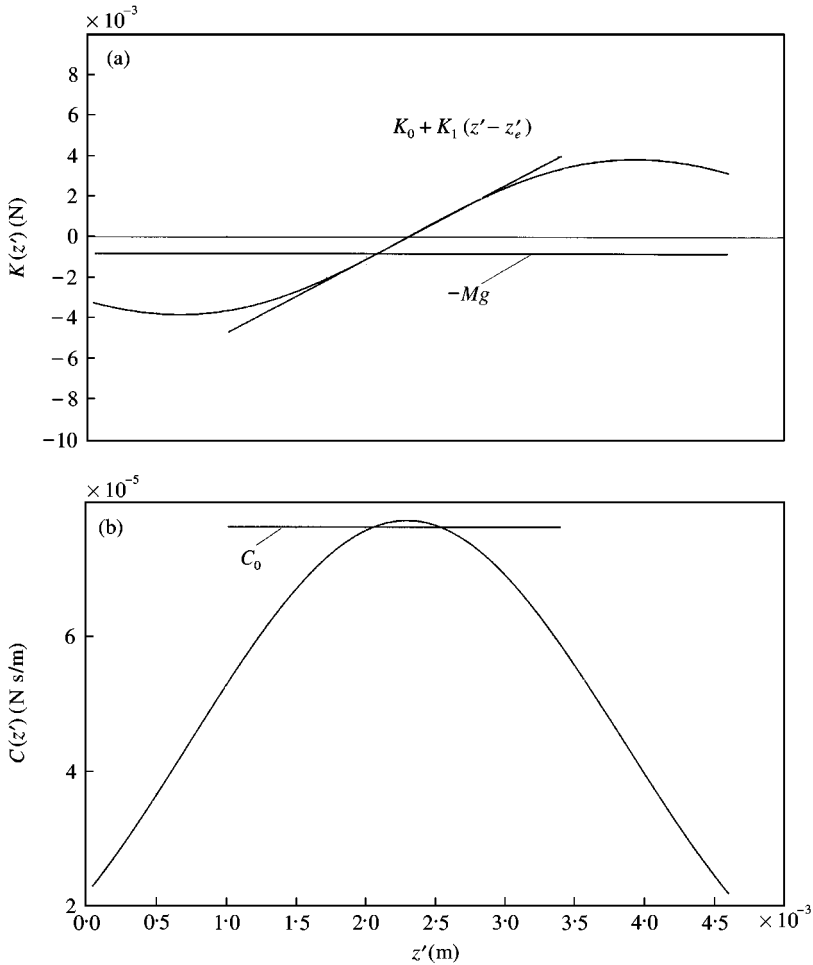 × 10⁻³
(a)
8
6
4
2
0
−2
−4
−6
−8
−10
K(z′) (N)
K₀ + K₁ (z′ − z′ₑ)
−Mg
× 10⁻⁵
(b)
C₀
6
4
2
C(z′) (N s/m)
0·0 0·5 1·0 1·5 2·0 2·5 3·0 3·5 4·0 4·5 × 10⁻³
z′(m)